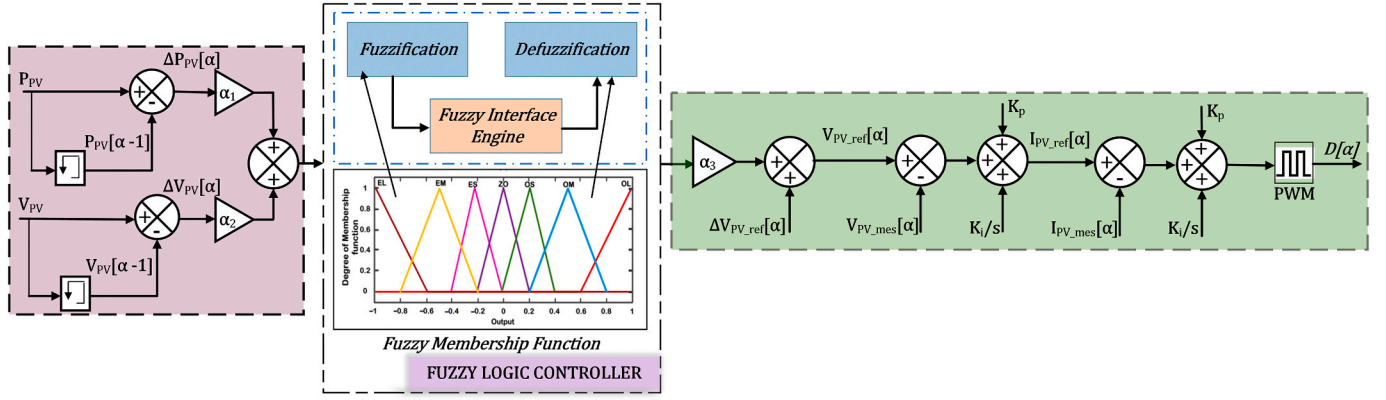 P_PV
ΔP_PV[α]
α₁
P_PV[α -1]
V_PV
ΔV_PV[α]
α₂
V_PV[α -1]
+
-
+
-
+
+
Fuzzification
Defuzzification
Fuzzy Interface
Engine
EL EM ES ZO OS OM OL
Degree of Membership
function)
1
0.8
0.6
0.4
0.2
0
−1 −0.8 −0.6 −0.4 −0.2 0 0.2 0.4 0.6 0.8 1
Output
Fuzzy Membership Function
FUZZY LOGIC CONTROLLER
α₃
+
+
ΔV_PV_ref[α]
V_PV_ref[α]
+
-
V_PV_mes[α]
K_p
+
+
+
K_i/s
I_PV_ref[α]
+
-
I_PV_mes[α]
K_p
+
+
+
K_i/s
PWM
D[α]